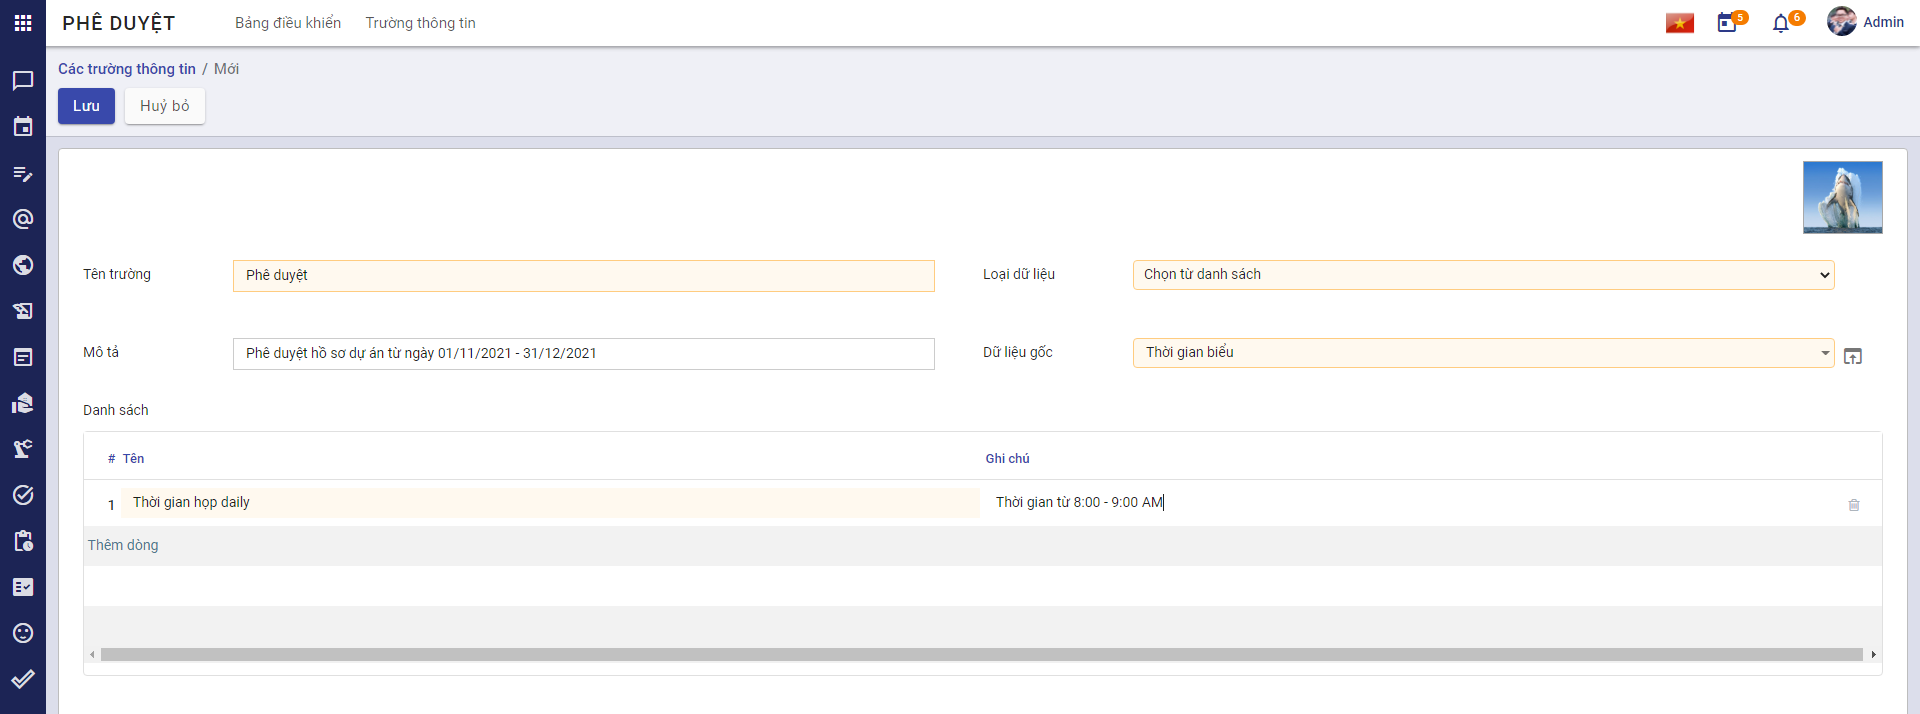 PHÊ DUYỆT
Bảng điều khiển
Trường thông tin
5
6
Admin
Các trường thông tin / Mới
Lưu
Huỷ bỏ
Tên trường
Phê duyệt
Loại dữ liệu
Chọn từ danh sách
Mô tả
Phê duyệt hồ sơ dự án từ ngày 01/11/2021 - 31/12/2021
Dữ liệu gốc
Thời gian biểu
Danh sách
# Tên
Ghi chú
1 Thời gian họp daily
Thời gian từ 8:00 - 9:00 AM
Thêm dòng